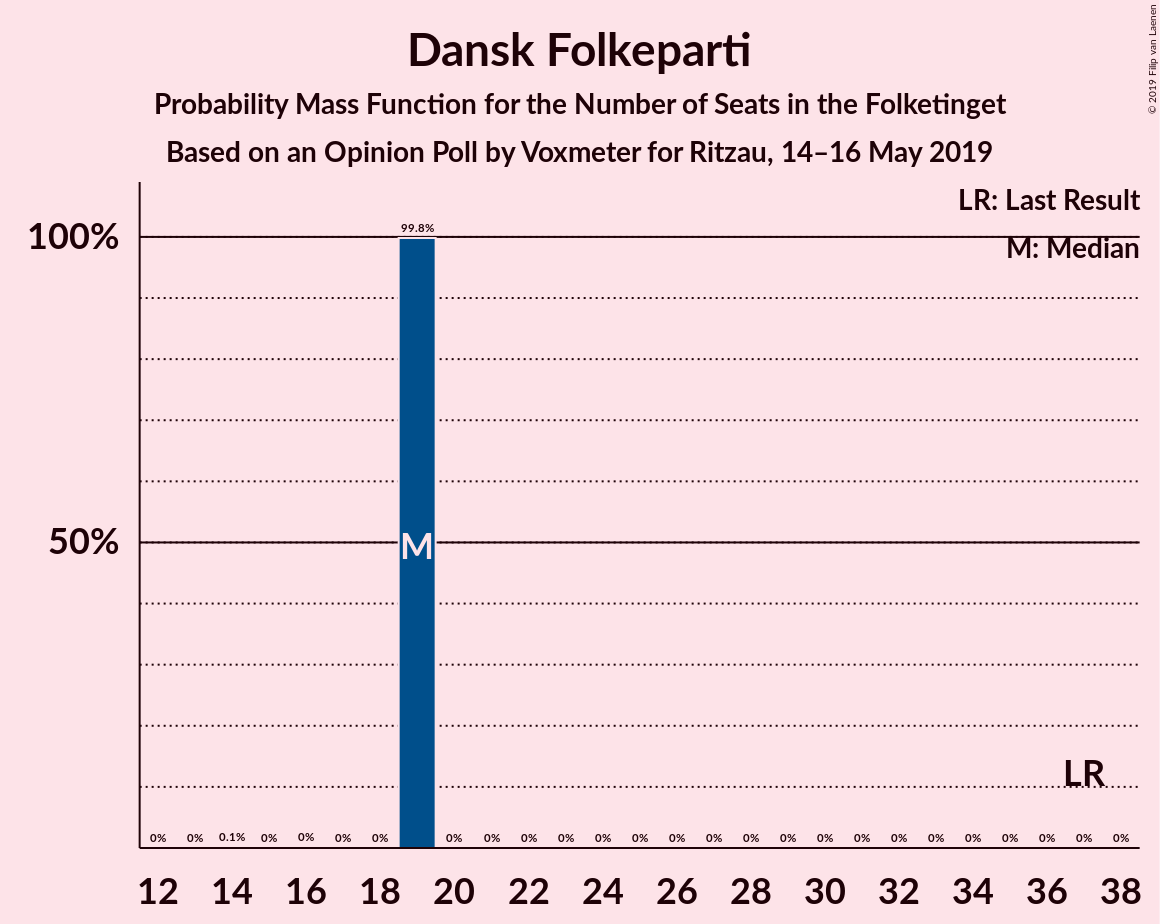 Dansk Folkeparti
Probability Mass Function for the Number of Seats in the Folketinget
Based on an Opinion Poll by Voxmeter for Ritzau, 14–16 May 2019
© 2019 Filip van Laenen
LR: Last Result
M: Median
100%
99.8%
50%
M
LR
0% 0% 0.1% 0% 0% 0% 0% 0% 0% 0% 0% 0% 0% 0% 0% 0% 0% 0% 0% 0% 0% 0% 0% 0% 0% 0%
12 14 16 18 20 22 24 26 28 30 32 34 36 38